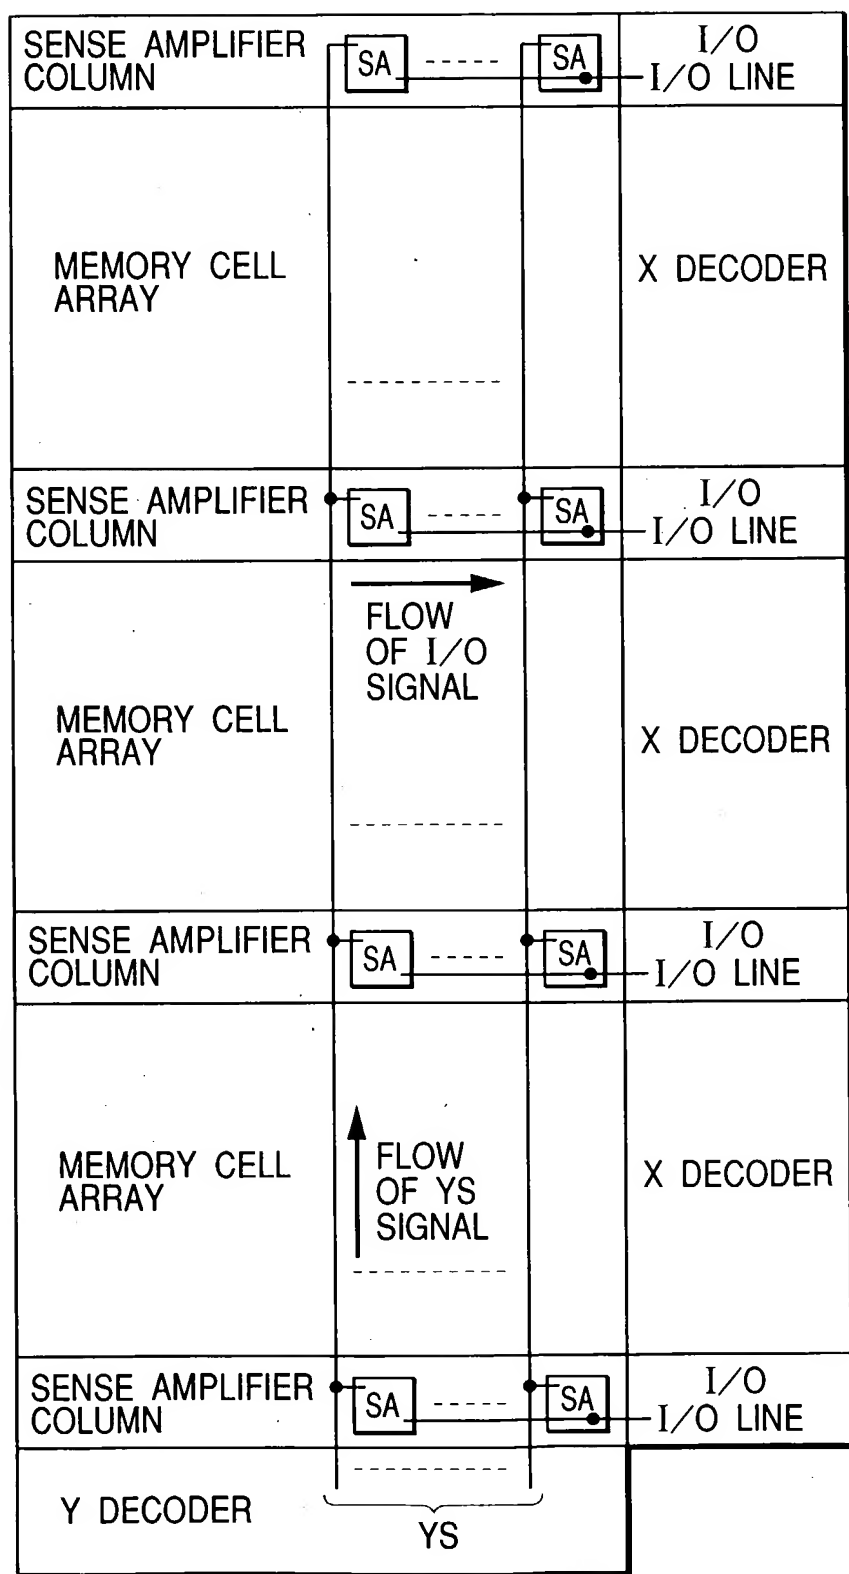 SENSE AMPLIFIER
COLUMN
SA
SA
I/O
I/O LINE
MEMORY CELL
ARRAY
X DECODER
SENSE AMPLIFIER
COLUMN
SA
SA
I/O
I/O LINE
FLOW
OF I/O
SIGNAL
MEMORY CELL
ARRAY
X DECODER
SENSE AMPLIFIER
COLUMN
SA
SA
I/O
I/O LINE
MEMORY CELL
ARRAY
FLOW
OF YS
SIGNAL
X DECODER
SENSE AMPLIFIER
COLUMN
SA
SA
I/O
I/O LINE
Y DECODER
YS